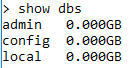 > show dbs
admin   0.000GB
config  0.000GB
local   0.000GB